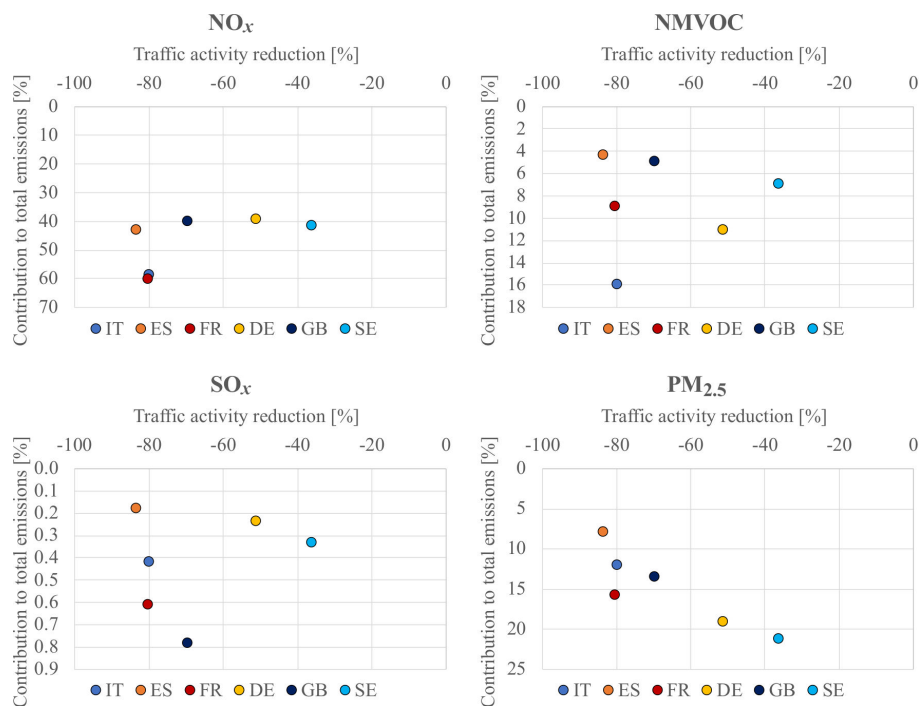 NOx
Traffic activity reduction [%]
-100 -80 -60 -40 -20 0
Contribution to total emissions [%]
0
10
20
30
40
50
60
70
IT ES FR DE GB SE
NMVOC
Traffic activity reduction [%]
-100 -80 -60 -40 -20 0
Contribution to total emissions [%]
0
2
4
6
8
10
12
14
16
18
IT ES FR DE GB SE
SOx
Traffic activity reduction [%]
-100 -80 -60 -40 -20 0
Contribution to total emissions [%]
0.0
0.1
0.2
0.3
0.4
0.5
0.6
0.7
0.8
0.9
IT ES FR DE GB SE
PM2.5
Traffic activity reduction [%]
-100 -80 -60 -40 -20 0
Contribution to total emissions [%]
0
5
10
15
20
25
IT ES FR DE GB SE